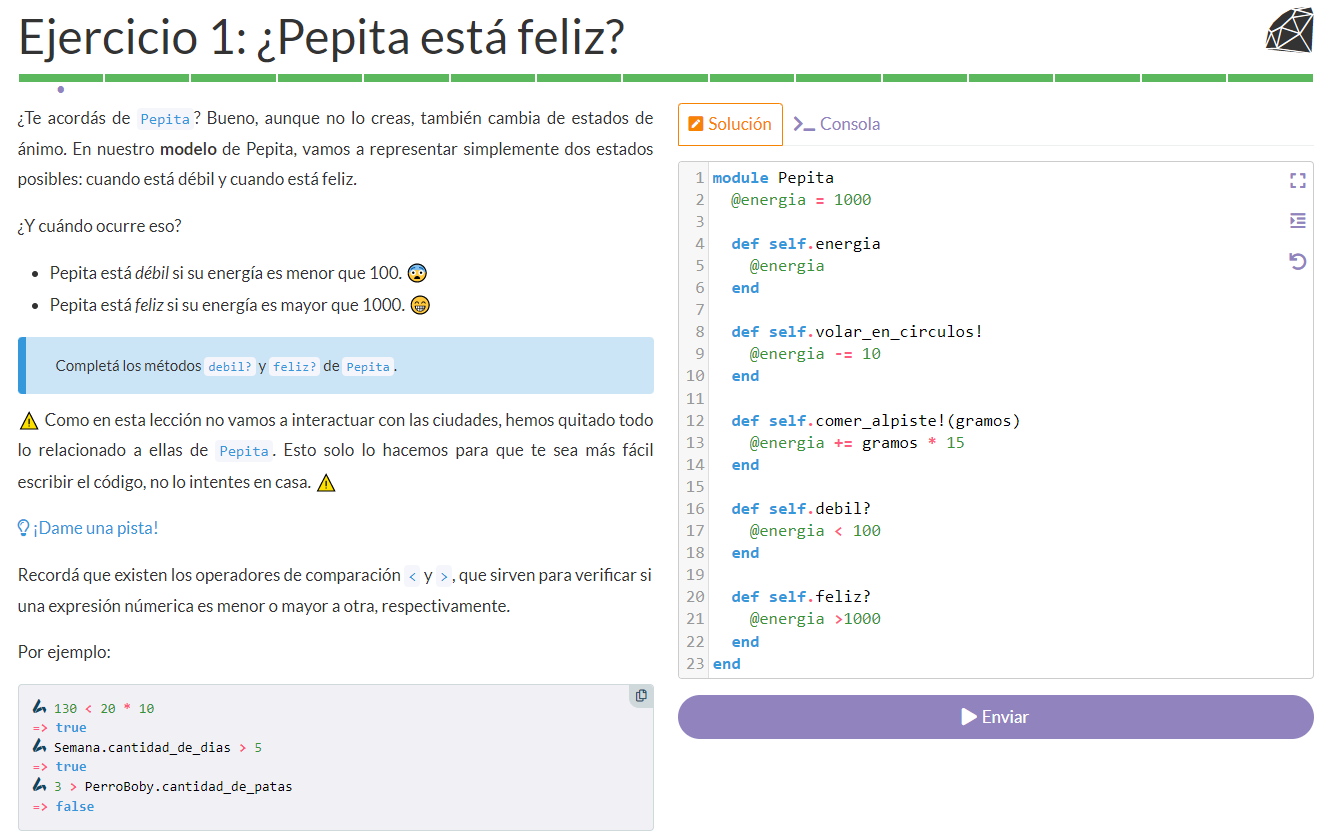 Ejercicio 1: ¿Pepita está feliz?
¿Te acordás de Pepita? Bueno, aunque no lo creas, también cambia de estados de
ánimo. En nuestro modelo de Pepita, vamos a representar simplemente dos estados
posibles: cuando está débil y cuando está feliz.
¿Y cuándo ocurre eso?
• Pepita está débil si su energía es menor que 100. 😨
• Pepita está feliz si su energía es mayor que 1000. 😁
Completá los métodos debil? y feliz? de Pepita.
⚠️ Como en esta lección no vamos a interactuar con las ciudades, hemos quitado todo
lo relacionado a ellas de Pepita. Esto solo lo hacemos para que te sea más fácil
escribir el código, no lo intentes en casa. ⚠️
¡Dame una pista!
Recordá que existen los operadores de comparación < y >, que sirven para verificar si
una expresión númerica es menor o mayor a otra, respectivamente.
Por ejemplo:
130 < 20 * 10
=> true
Semana.cantidad_de_dias > 5
=> true
3 > PerroBoby.cantidad_de_patas
=> false
Solución
Consola
1 module Pepita
2   @energia = 1000
3
4   def self.energia
5     @energia
6   end
7
8   def self.volar_en_circulos!
9     @energia -= 10
10   end
11
12   def self.comer_alpiste!(gramos)
13     @energia += gramos * 15
14   end
15
16   def self.debil?
17     @energia < 100
18   end
19
20   def self.feliz?
21     @energia >1000
22   end
23 end
Enviar